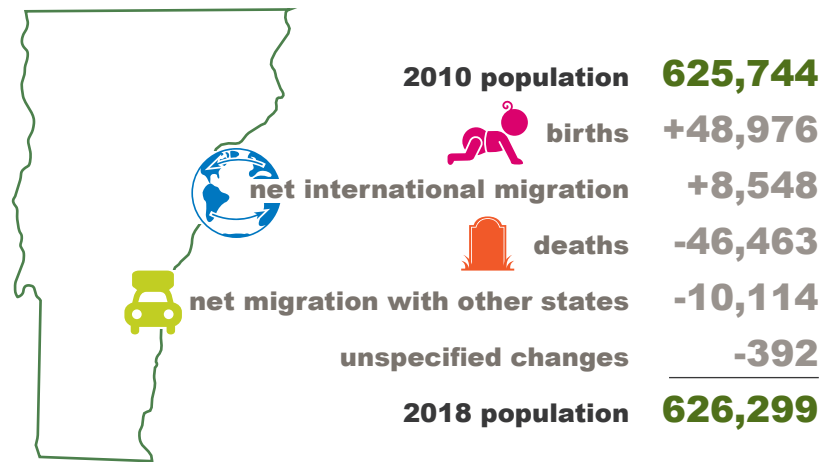 2010 population 625,744
births +48,976
net international migration +8,548
deaths -46,463
net migration with other states -10,114
unspecified changes -392
2018 population 626,299